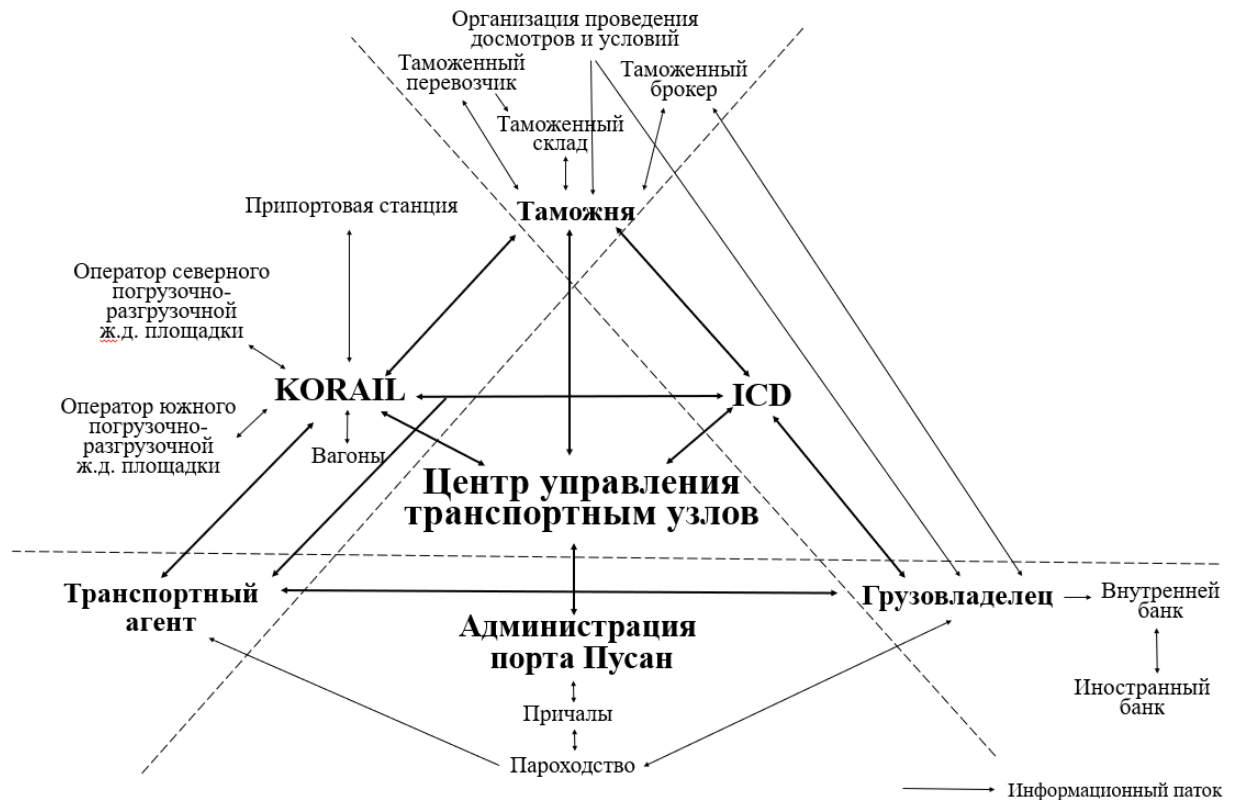 Организация проведения
досмотров и условий
Таможенный
перевозчик
Таможенный
брокер
Таможенный
склад
Таможня
Припортовая станция
Оператор северного
погрузочно-
разгрузочной
ж.д. площадки
KORAIL
ICD
Оператор южного
погрузочно-
разгрузочной
ж.д. площадки
Вагоны
Центр управления
транспортным узлов
Транспортный
агент
Грузовладелец
Внутренней
банк
Администрация
порта Пусан
Иностранный
банк
Причалы
Пароходство
Информационный паток